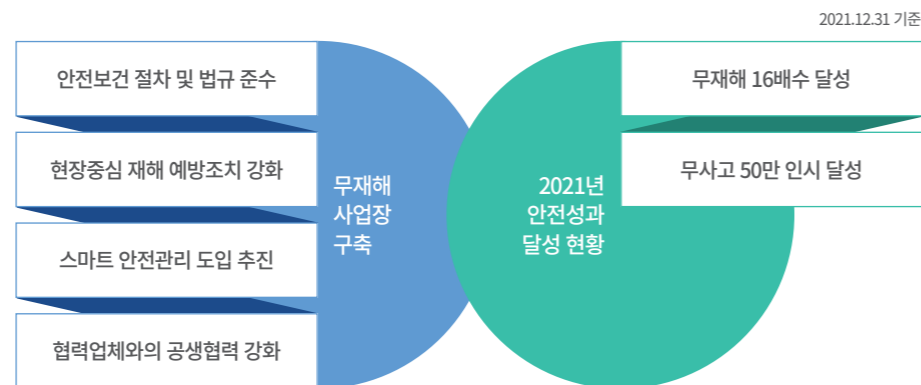 2021.12.31 기준
안전보건 절차 및 법규 준수
현장중심 재해 예방조치 강화
스마트 안전관리 도입 추진
협력업체와의 공생협력 강화
무재해
사업장
구축
2021년
안전성과
달성 현황
무재해 16배수 달성
무사고 50만 인시 달성